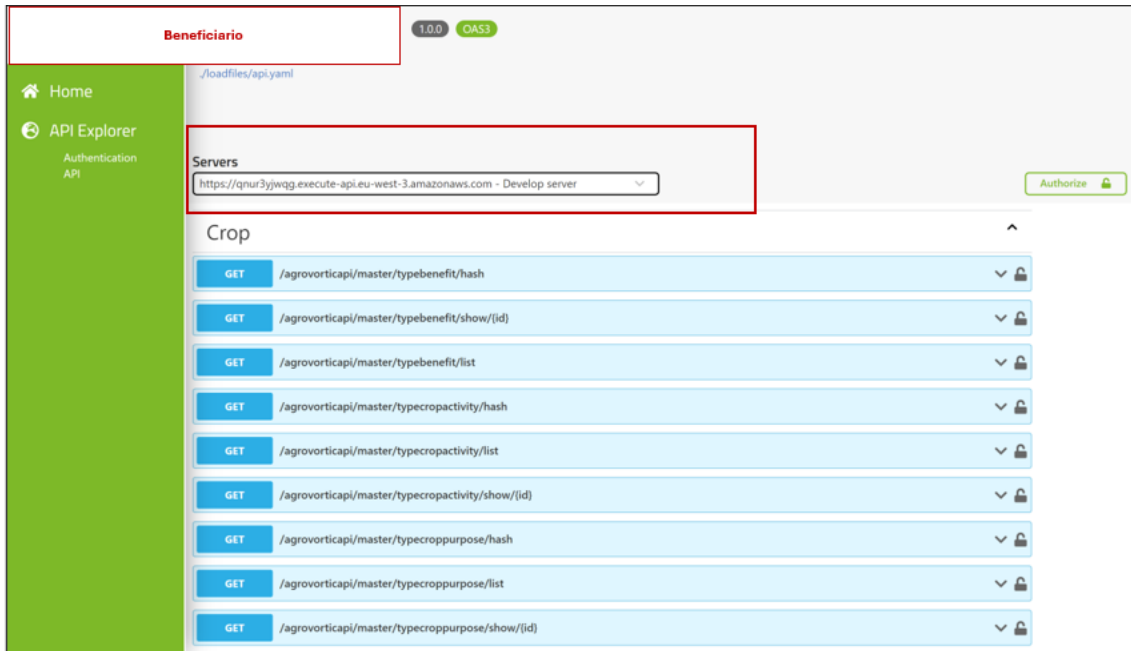 Beneficiario
1.0.0 OAS3
./loadfiles/api.yaml
Home
API Explorer
Authentication
API
Servers
https://qnur3yjwqg.execute-api.eu-west-3.amazonaws.com - Develop server
Authorize
Crop
GET /agrovorticapi/master/typebenefit/hash
GET /agrovorticapi/master/typebenefit/show/{id}
GET /agrovorticapi/master/typebenefit/list
GET /agrovorticapi/master/typecropactivity/hash
GET /agrovorticapi/master/typecropactivity/list
GET /agrovorticapi/master/typecropactivity/show/{id}
GET /agrovorticapi/master/typecroppurpose/hash
GET /agrovorticapi/master/typecroppurpose/list
GET /agrovorticapi/master/typecroppurpose/show/{id}